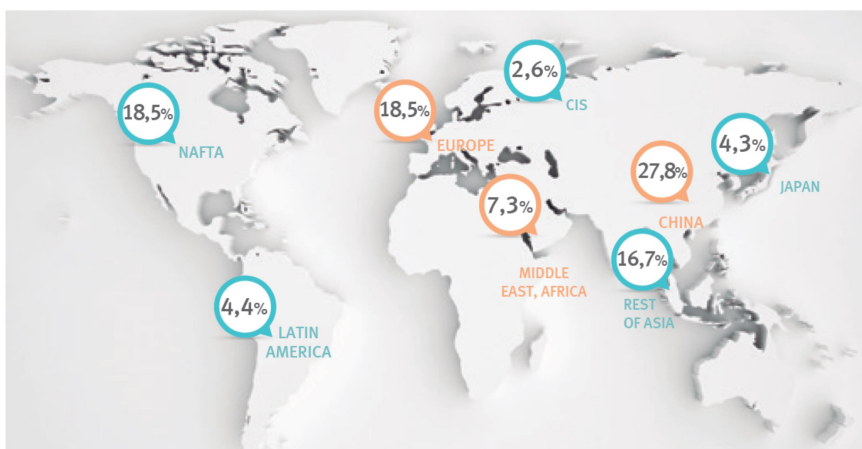 2,6%
CIS
18,5%
NAFTA
18,5%
EUROPE
4,3%
JAPAN
27,8%
CHINA
7,3%
MIDDLE
EAST, AFRICA
16,7%
REST
OF ASIA
4,4%
LATIN
AMERICA